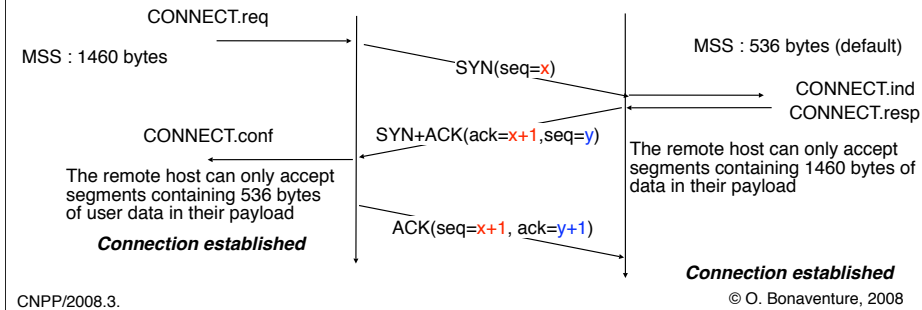 CONNECT.req
MSS : 1460 bytes
MSS : 536 bytes (default)
SYN(seq=x)
CONNECT.ind
CONNECT.resp
CONNECT.conf
SYN+ACK(ack=x+1,seq=y)
The remote host can only accept
segments containing 1460 bytes of
data in their payload
The remote host can only accept
segments containing 536 bytes
of user data in their payload
ACK(seq=x+1, ack=y+1)
Connection established
Connection established
CNPP/2008.3.
© O. Bonaventure, 2008